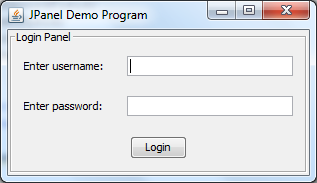 JPanel Demo Program
Login Panel
Enter username:
Enter password:
Login